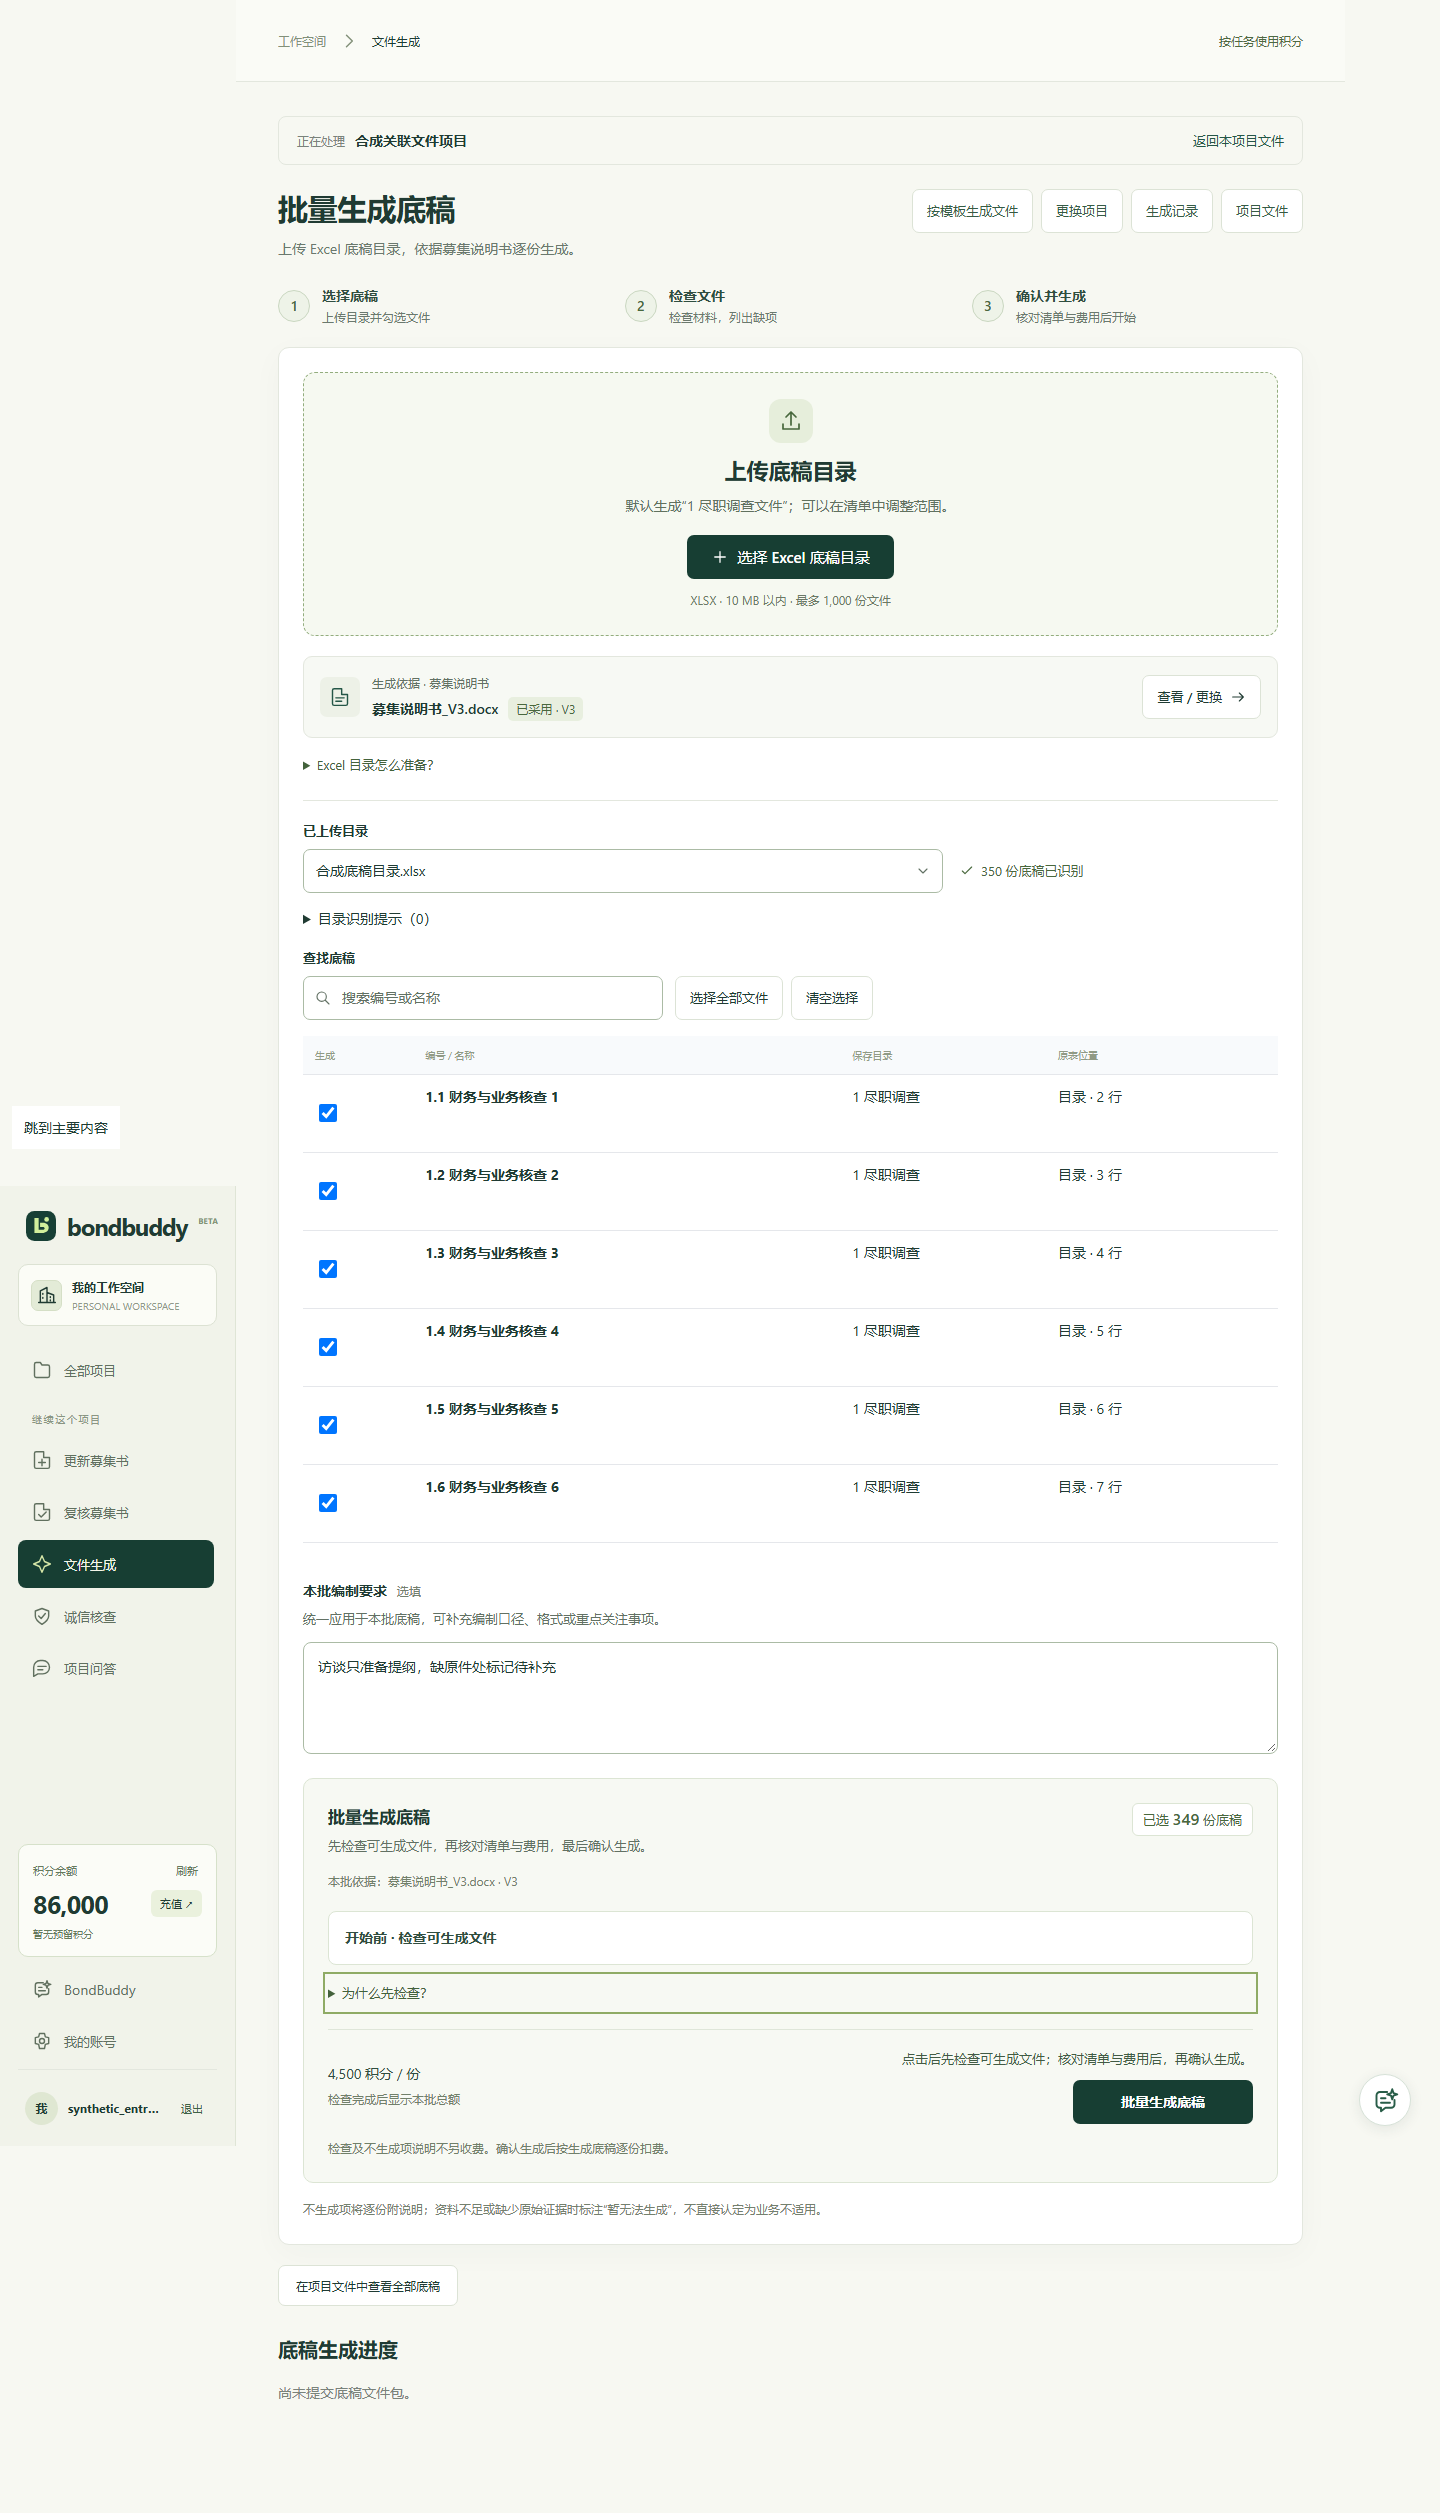 工作空间
文件生成
按任务使用积分
正在处理 合成关联文件项目
返回本项目文件
批量生成底稿
上传 Excel 底稿目录，依据募集说明书逐份生成。
按模板生成文件
更换项目
生成记录
项目文件
1
选择底稿
上传目录并勾选文件
2
检查文件
检查材料，列出缺项
3
确认并生成
核对清单与费用后开始
上传底稿目录
默认生成“1 尽职调查文件”；可以在清单中调整范围。
选择 Excel 底稿目录
XLSX · 10 MB 以内 · 最多 1,000 份文件
生成依据 · 募集说明书
募集说明书_V3.docx 已采用 · V3
查看 / 更换
Excel 目录怎么准备？
已上传目录
合成底稿目录.xlsx
350 份底稿已识别
目录识别提示（0）
查找底稿
搜索编号或名称
选择全部文件
清空选择
生成 编号 / 名称 保存目录 原表位置
1.1 财务与业务核查 1 1 尽职调查 目录 · 2 行
1.2 财务与业务核查 2 1 尽职调查 目录 · 3 行
1.3 财务与业务核查 3 1 尽职调查 目录 · 4 行
1.4 财务与业务核查 4 1 尽职调查 目录 · 5 行
1.5 财务与业务核查 5 1 尽职调查 目录 · 6 行
1.6 财务与业务核查 6 1 尽职调查 目录 · 7 行
本批编制要求 选填
统一应用于本批底稿，可补充编制口径、格式或重点关注事项。
访谈只准备提纲，缺原件处标记待补充
批量生成底稿
已选 349 份底稿
先检查可生成文件，再核对清单与费用，最后确认生成。
本批依据：募集说明书_V3.docx · V3
开始前 · 检查可生成文件
为什么先检查？
4,500 积分 / 份
检查完成后显示本批总额
点击后先检查可生成文件；核对清单与费用后，再确认生成。
批量生成底稿
检查及不生成项说明不另收费。确认生成后按生成底稿逐份扣费。
不生成项将逐份附说明；资料不足或缺少原始证据时标注“暂无法生成”，不直接认定为业务不适用。
在项目文件中查看全部底稿
底稿生成进度
尚未提交底稿文件包。
跳到主要内容
bondbuddy BETA
我的工作空间
PERSONAL WORKSPACE
全部项目
继续这个项目
更新募集书
复核募集书
文件生成
诚信核查
项目问答
积分余额
刷新
86,000
充值 ↗
暂无预留积分
BondBuddy
我的账号
我 synthetic_entr... 退出